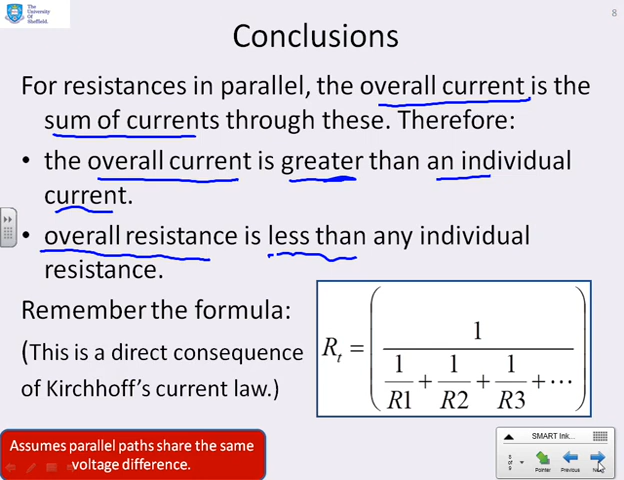 The
University
Of
Sheffield.
8
Conclusions
For resistances in parallel, the overall current is the
sum of currents through these. Therefore:
• the overall current is greater than an individual
current.
• overall resistance is less than any individual
resistance.
Remember the formula:
(This is a direct consequence
of Kirchhoff's current law.)
R_t = ( 1 / ( 1/R1 + 1/R2 + 1/R3 + ⋯ ) )
Assumes parallel paths share the same
voltage difference.
SMART Ink...
Pointer Previous